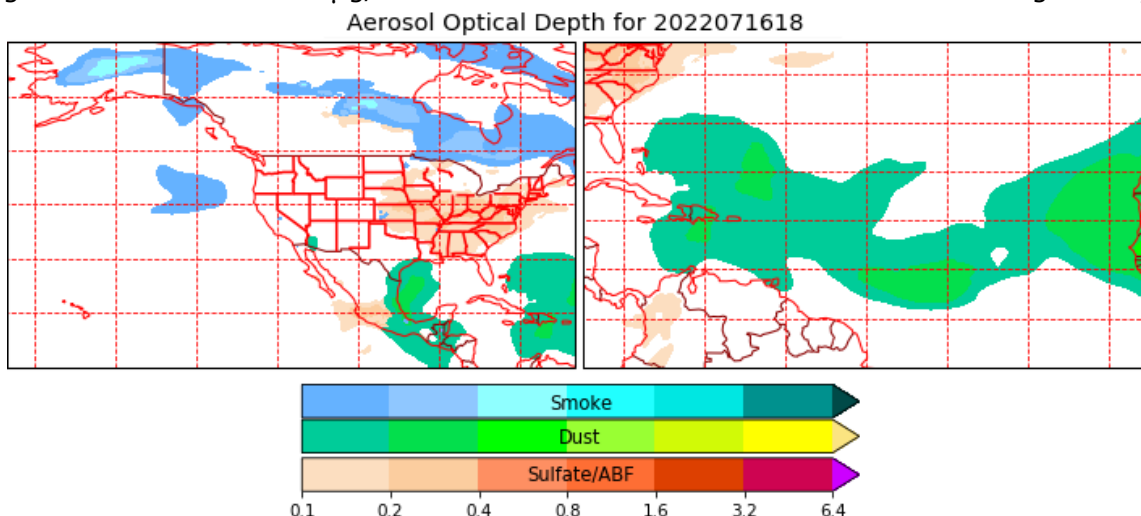 Aerosol Optical Depth for 2022071618
Smoke
Dust
Sulfate/ABF
0.1 0.2 0.4 0.8 1.6 3.2 6.4